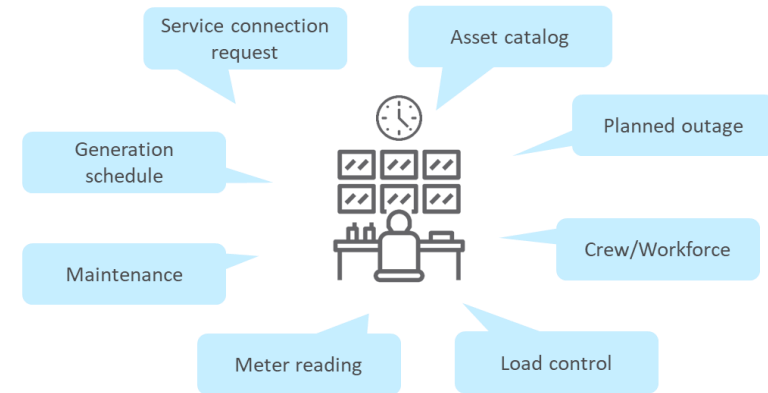 Service connection
request
Asset catalog
Planned outage
Generation
schedule
Crew/Workforce
Maintenance
Meter reading
Load control